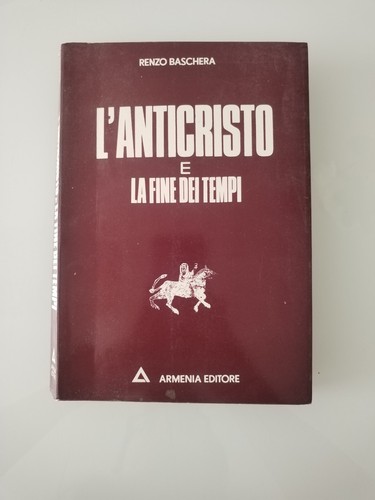 RENZO BASCHERA
L'ANTICRISTO
E
LA FINE DEI TEMPI
ARMENIA EDITORE